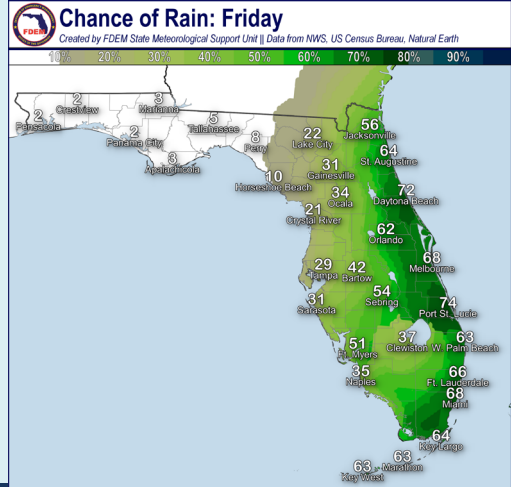 FDEM
Chance of Rain: Friday
Created by FDEM State Meteorological Support Unit || Data from NWS, US Census Bureau, Natural Earth
10% 20% 30% 40% 50% 60% 70% 80% 90%
2
Pensacola
2
Crestview
2
Panama City
3
Marianna
3
Apalachicola
5
Tallahassee
8
Perry
10
Horseshoe Beach
22
Lake City
56
Jacksonville
64
St. Augustine
31
Gainesville
34
Ocala
72
Daytona Beach
21
Crystal River
62
Orlando
68
Melbourne
29
Tampa
42
Bartow
54
Sebring
74
Port St. Lucie
31
Sarasota
51
Ft. Myers
37
Clewiston
63
W. Palm Beach
35
Naples
66
Ft. Lauderdale
68
Miami
64
Key Largo
63
Marathon
63
Key West